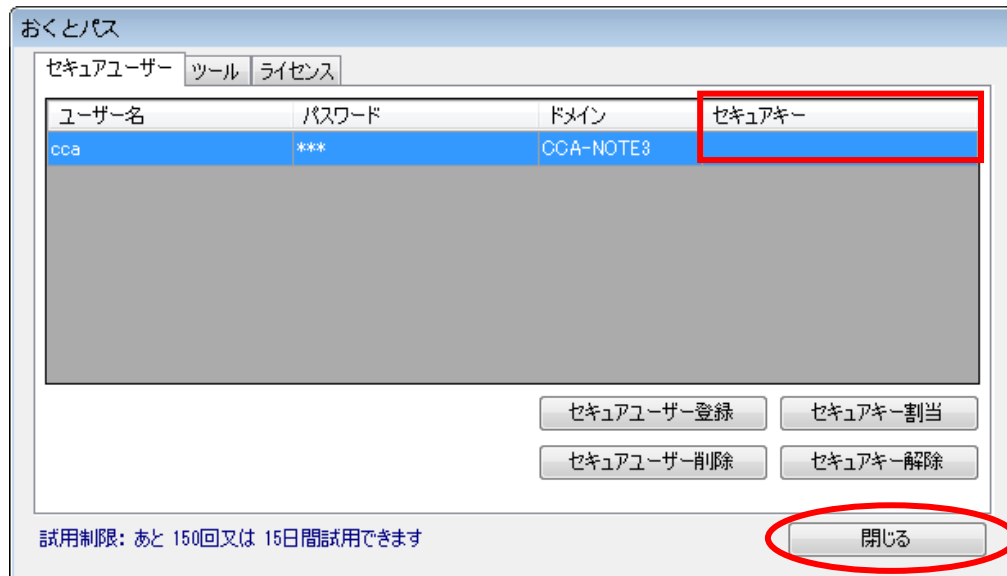 おくとパス
セキュアユーザー ツール ライセンス
ユーザー名 パスワード ドメイン セキュアキー
cca *** CCA-NOTE3
セキュアユーザー登録 セキュアキー割当
セキュアユーザー削除 セキュアキー解除
試用制限: あと 150回又は 15日間試用できます 閉じる